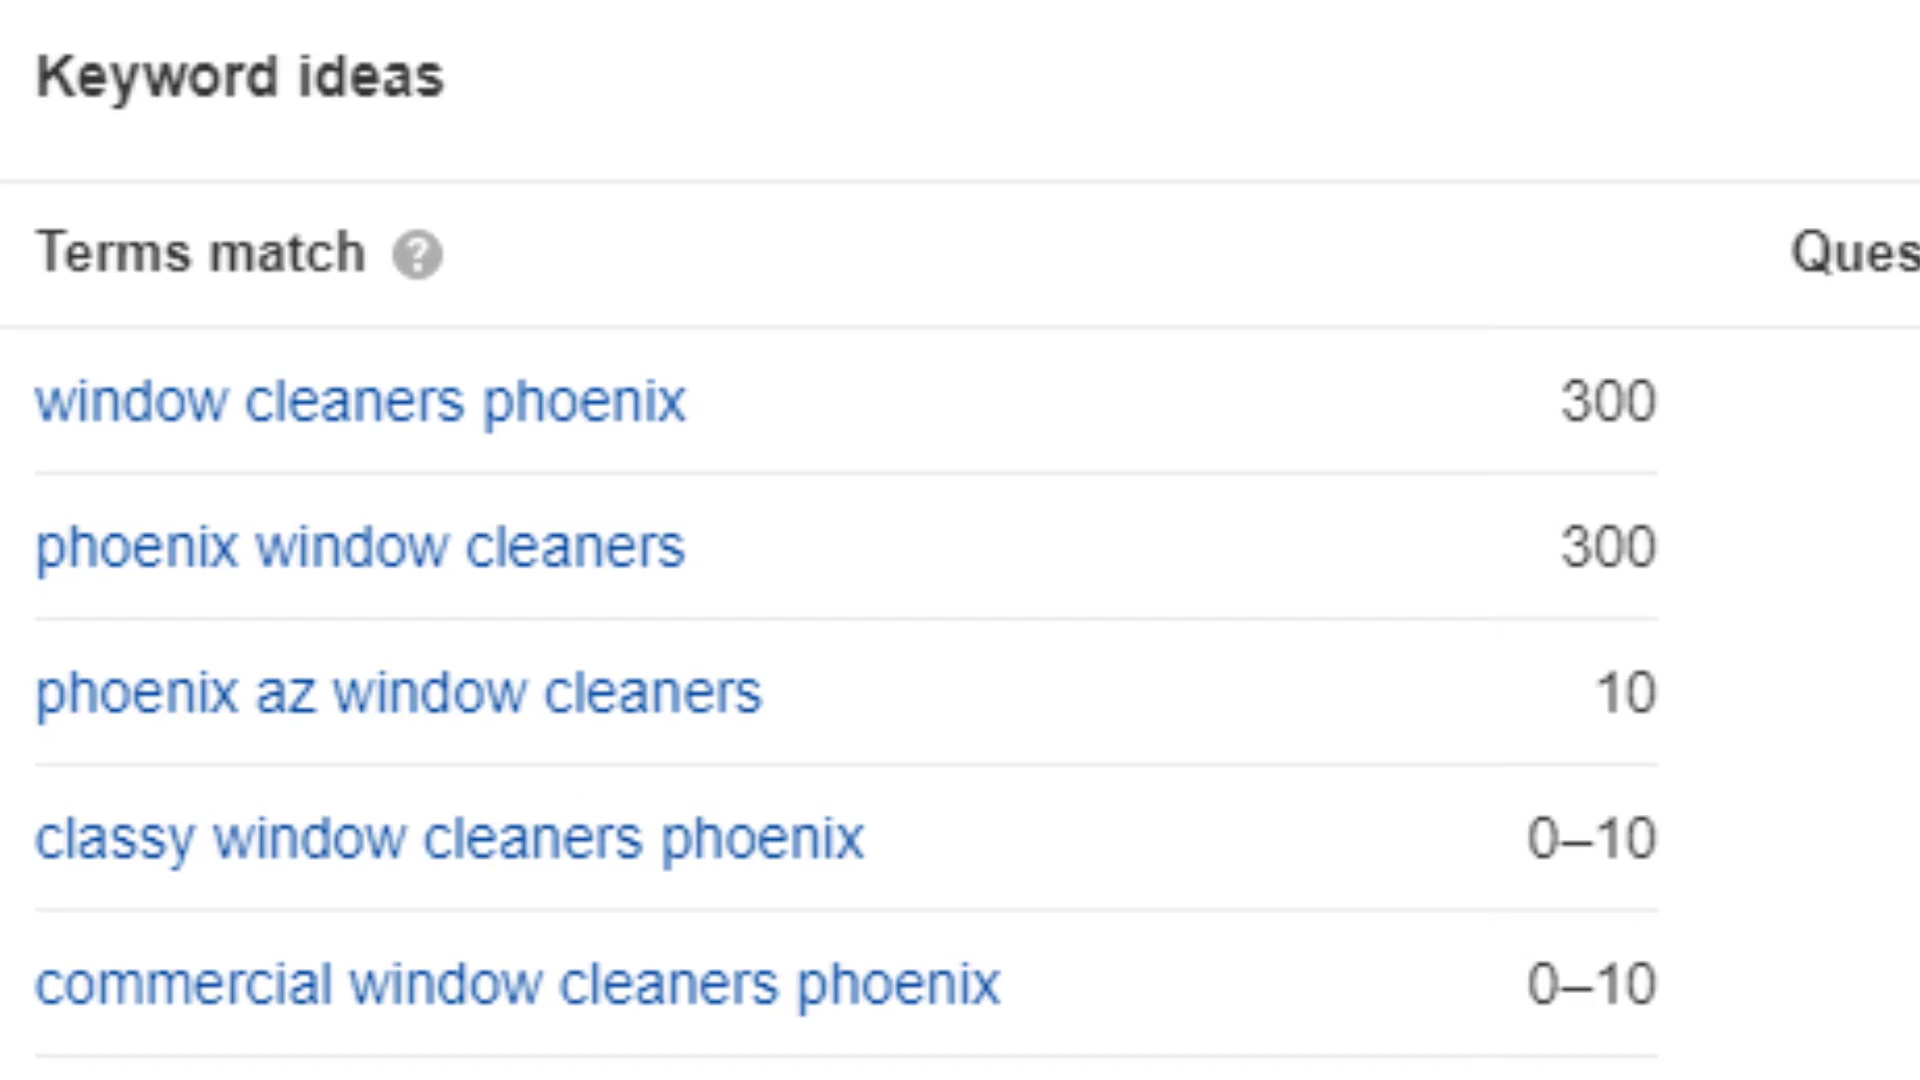 Keyword ideas
Terms match ?
Ques
window cleaners phoenix 300
phoenix window cleaners 300
phoenix az window cleaners 10
classy window cleaners phoenix 0–10
commercial window cleaners phoenix 0–10